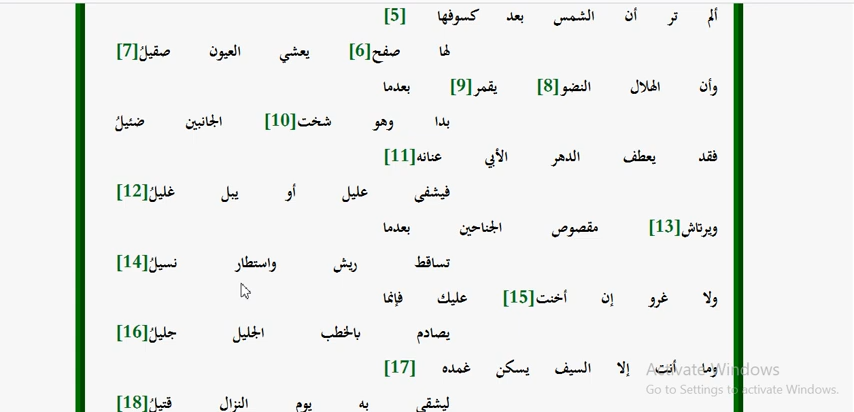 ألم تر أن الشمس بعد كسوفها [5]
لها صفح[6] يعشي العيون صقيلُ[7]
وأن الهلال النضو[8] يقمر[9] بعدما
بدا وهو شخت[10] الجانبين ضئيلُ
فقد يعطف الدهر الأبي عنانه[11]
فيشفى عليل أو يبل غليلُ[12]
ويرتاش[13] مقصوص الجناحين بعدما
تساقط ريش واستطار نسيلُ[14]
ولا غرو إن أخنت[15] عليك فإنما
يصادم بالخطب الجليل جليلُ[16]
وما أنت إلا السيف يسكن غمده [17]
ليشقى به يوم النزال قتيلُ[18]
Activate Windows
Go to Settings to activate Windows.